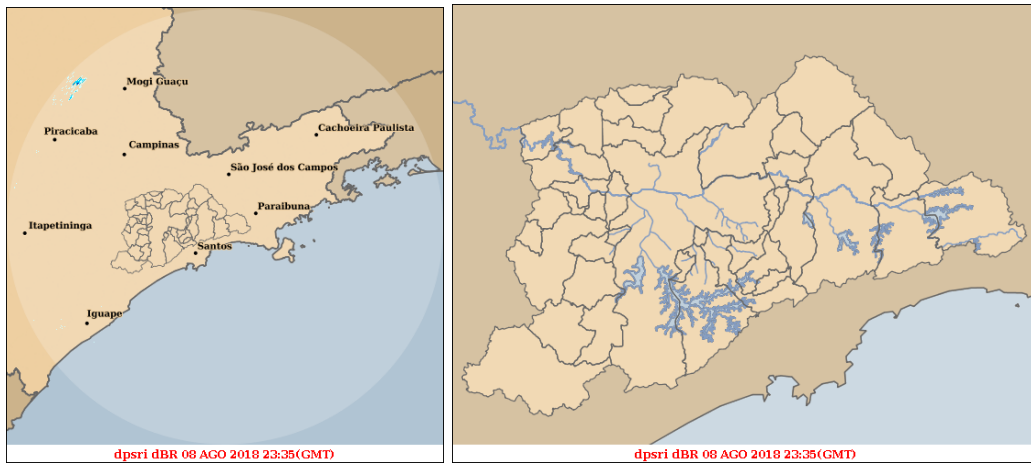 Mogi Guaçu
Cachoeira Paulista
Piracicaba
Campinas
São José dos Campos
Paraibuna
Itapetininga
Santos
Iguape
dpsri dBR 08 AGO 2018 23:35(GMT)
dpsri dBR 08 AGO 2018 23:35(GMT)